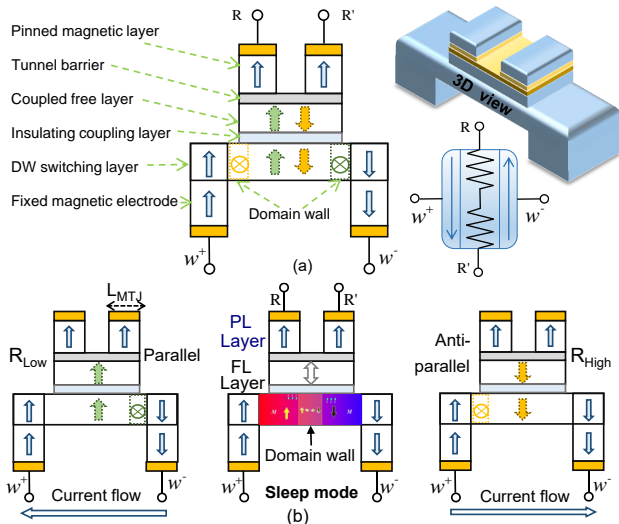 R R'
Pinned magnetic layer
Tunnel barrier
Coupled free layer
Insulating coupling layer
DW switching layer
Fixed magnetic electrode
Domain wall
w+ w-
(a)
3D view
R
w+ w-
R'
LMTJ
RLow Parallel
w+ w-
Current flow
R R'
PL
Layer
FL
Layer
M M
Domain wall
w+ w-
Sleep mode
(b)
Anti-
parallel
RHigh
w+ w-
Current flow